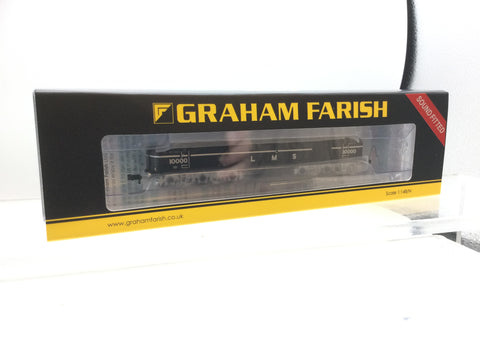 GRAHAM FARISH
SOUND FITTED
10000
L M S
10000
www.grahamfarish.co.uk
Scale 1:148/N